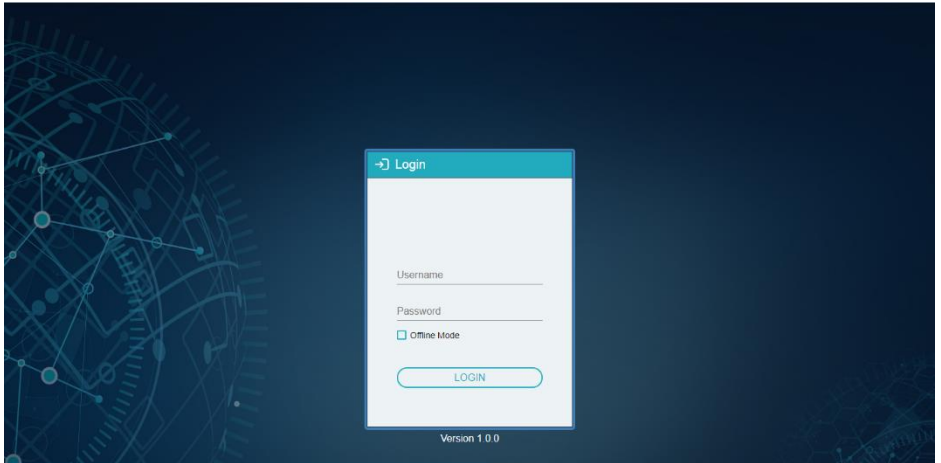 Login
Username
Password
Offline Mode
LOGIN
Version 1.0.0